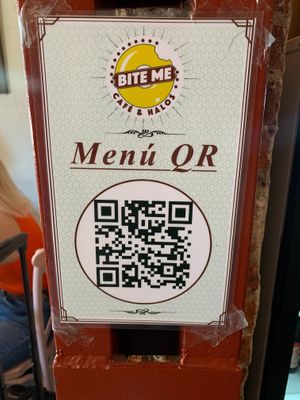 BITE ME
CAFÉ & HALOS
Menú QR